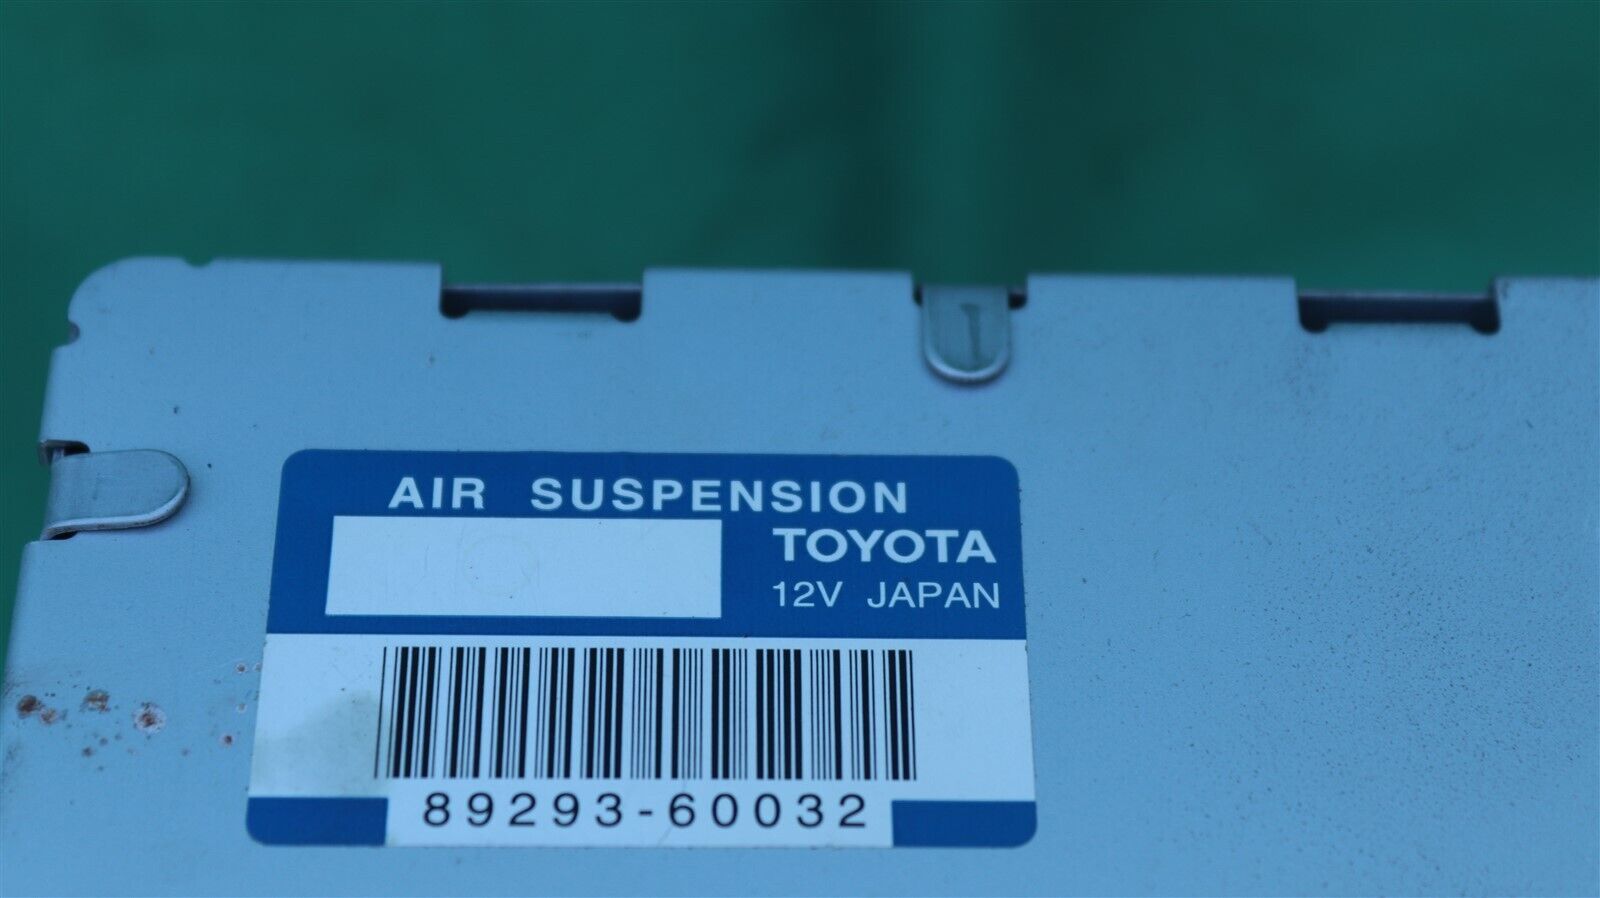 AIR SUSPENSION
TOYOTA
12V JAPAN
89293-60032